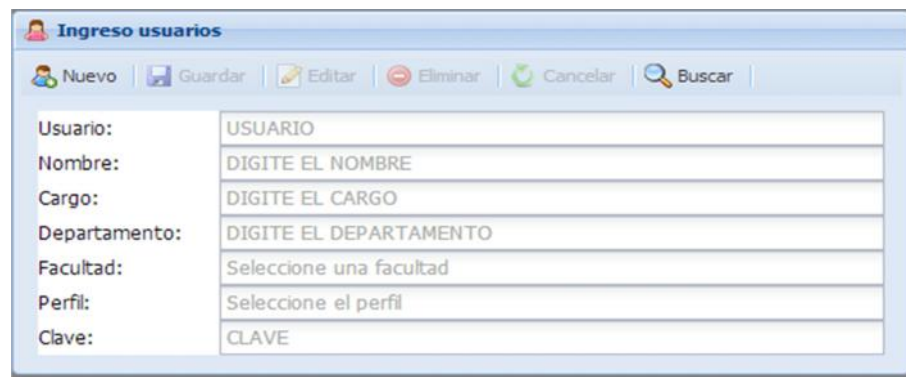 Ingreso usuarios
Nuevo Guardar Editar Eliminar Cancelar Buscar
Usuario: USUARIO
Nombre: DIGITE EL NOMBRE
Cargo: DIGITE EL CARGO
Departamento: DIGITE EL DEPARTAMENTO
Facultad: Seleccione una facultad
Perfil: Seleccione el perfil
Clave: CLAVE